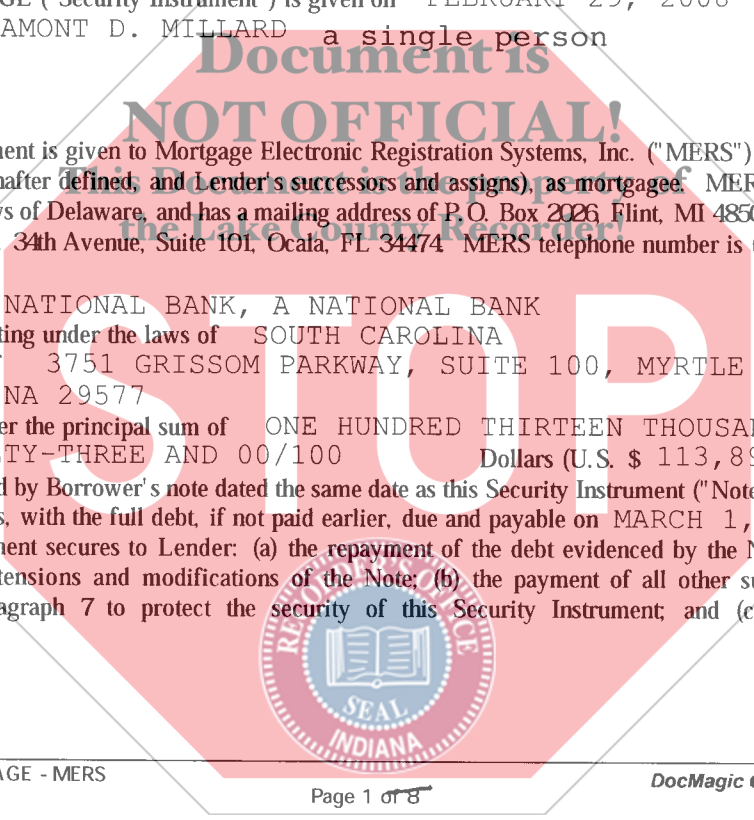 AGE ("Security Instrument") is given on FEBRUARY 29, 2008
AMONT D. MILLARD a single person
Document is
NOT OFFICIAL!
ment is given to Mortgage Electronic Registration Systems, Inc. ("MERS")
after defined, and Lender's successors and assigns), as mortgagee. MER
This Document is the property of
s of Delaware, and has a mailing address of P.O. Box 2026, Flint, MI 485
the Lake County Recorder!
34th Avenue, Suite 101, Ocala, FL 34474. MERS telephone number is
STOP
NATIONAL BANK, A NATIONAL BANK
ting under the laws of SOUTH CAROLINA
3751 GRISSOM PARKWAY, SUITE 100, MYRTLE
NA 29577
er the principal sum of ONE HUNDRED THIRTEEN THOUSA
TY-THREE AND 00/100 Dollars (U.S. $ 113,89
d by Borrower's note dated the same date as this Security Instrument ("Note
s, with the full debt, if not paid earlier, due and payable on MARCH 1,
ment secures to Lender: (a) the repayment of the debt evidenced by the N
tensions and modifications of the Note; (b) the payment of all other su
agraph 7 to protect the security of this Security Instrument; and (c
RECORDER'S OFFICE
SEAL
INDIANA
AGE - MERS
DocMagic
Page 1 of 8